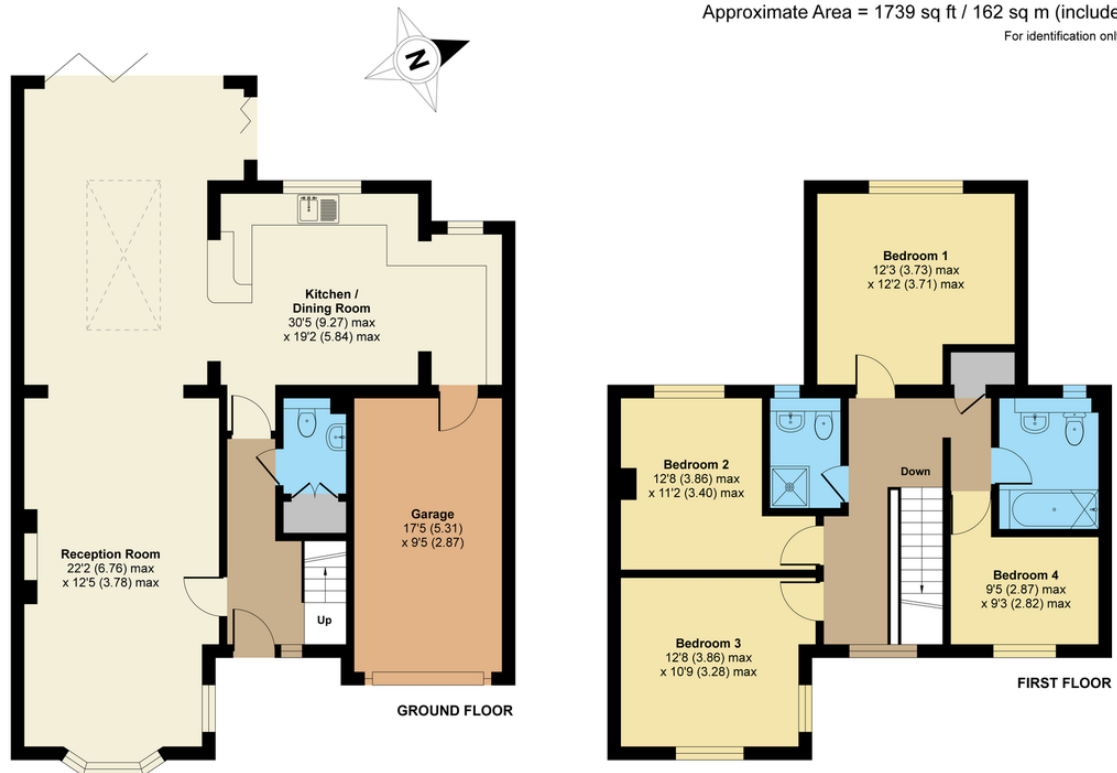 Approximate Area = 1739 sq ft / 162 sq m (include
For identification onl
N
Kitchen /
Dining Room
30'5 (9.27) max
x 19'2 (5.84) max
Reception Room
22'2 (6.76) max
x 12'5 (3.78) max
Garage
17'5 (5.31)
x 9'5 (2.87)
Up
GROUND FLOOR
Bedroom 1
12'3 (3.73) max
x 12'2 (3.71) max
Bedroom 2
12'8 (3.86) max
x 11'2 (3.40) max
Down
Bedroom 3
12'8 (3.86) max
x 10'9 (3.28) max
Bedroom 4
9'5 (2.87) max
x 9'3 (2.82) max
FIRST FLOOR